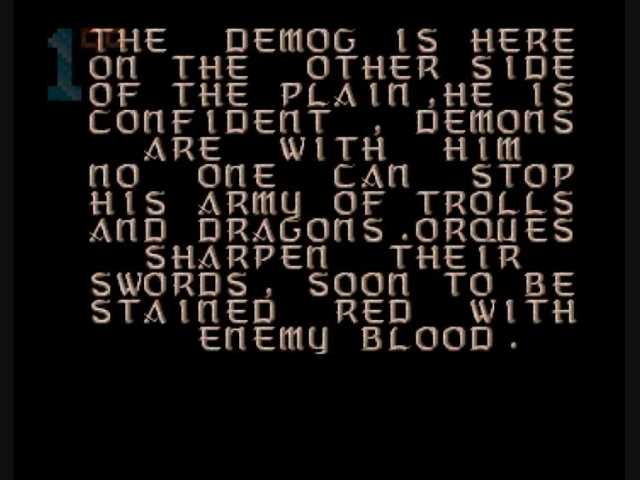 THE DEMOG IS HERE
ON THE OTHER SIDE
OF THE PLAIN,HE IS
CONFIDENT , DEMONS
ARE WITH HIM
NO ONE CAN STOP
HIS ARMY OF TROLLS
AND DRAGONS.ORQUES
SHARPEN THEIR
SWORDS, SOON TO BE
STAINED RED WITH
ENEMY BLOOD.
1